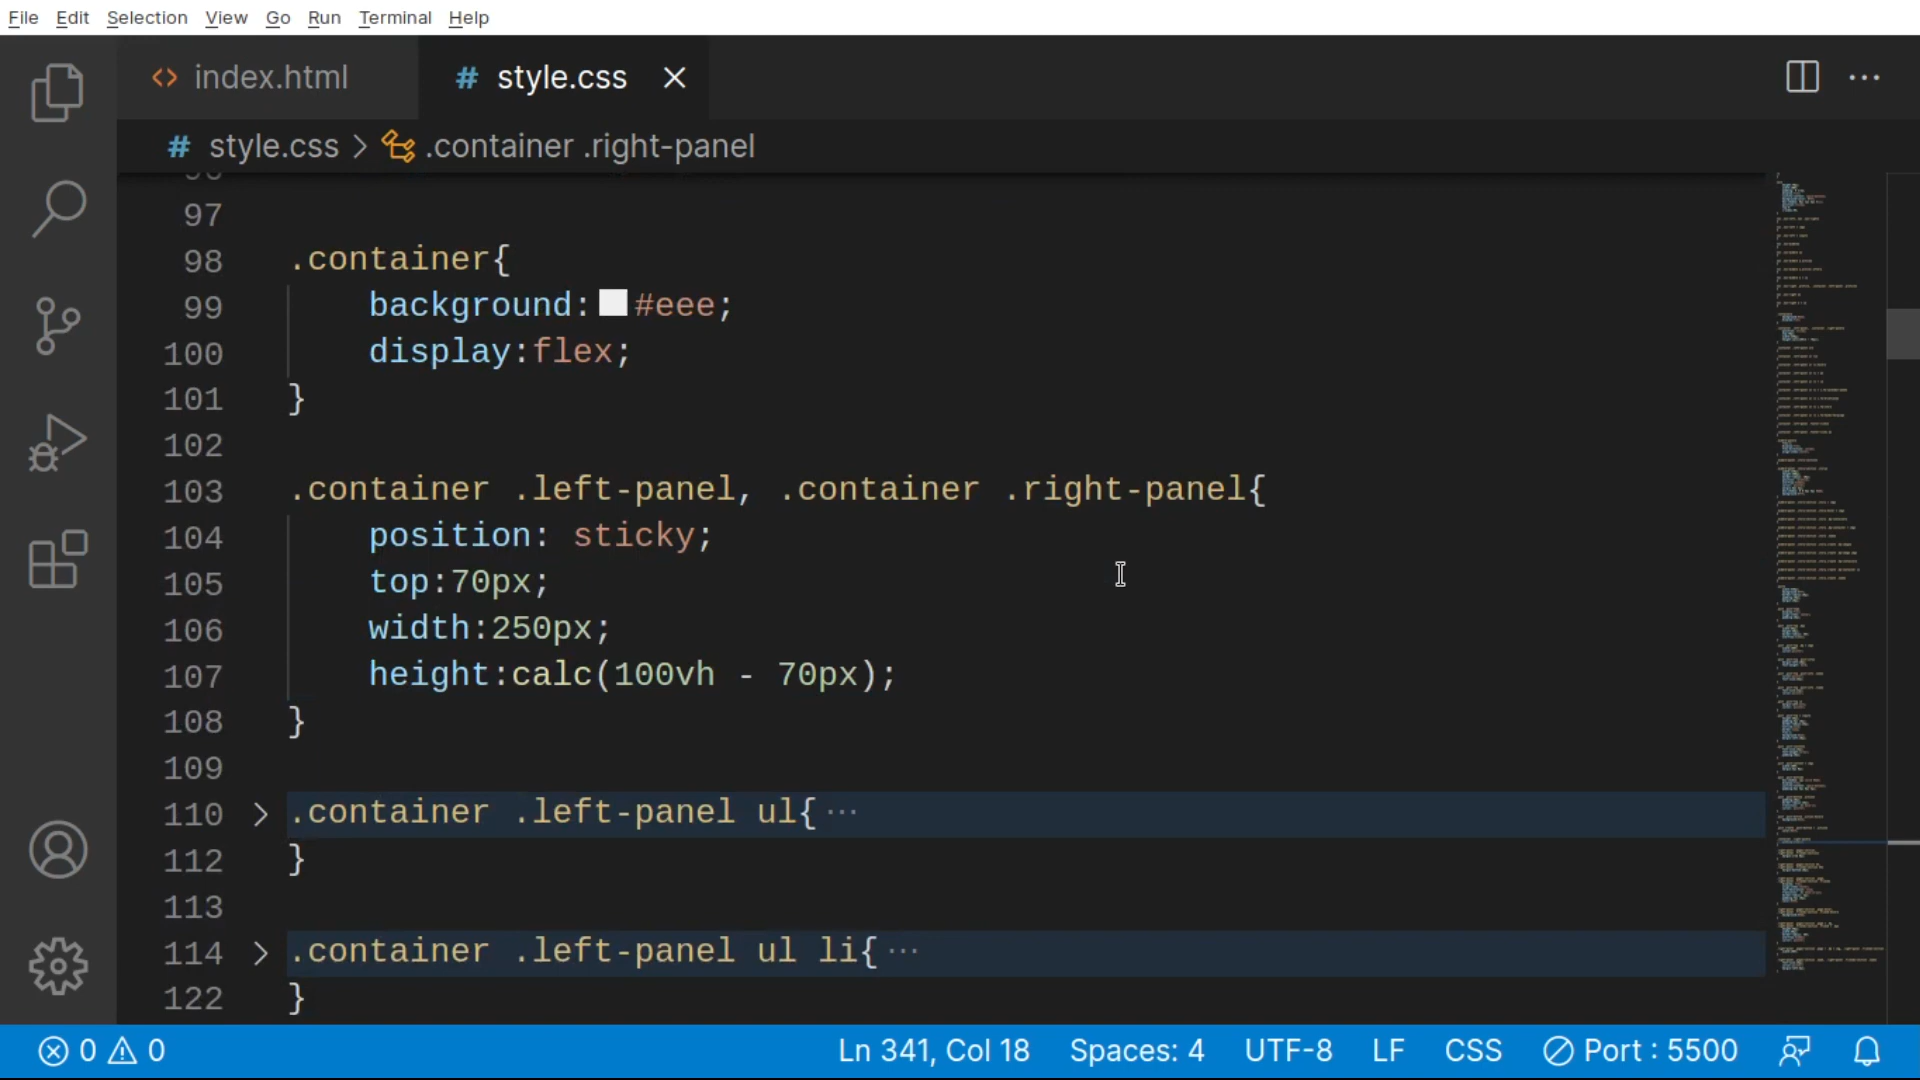 File Edit Selection View Go Run Terminal Help
<> index.html # style.css
# style.css > .container .right-panel
97
98 .container{
99 background: #eee;
100 display:flex;
101 }
102
103 .container .left-panel, .container .right-panel{
104 position: sticky;
105 top:70px;
106 width:250px;
107 height:calc(100vh - 70px);
108 }
109
110 .container .left-panel ul{ ···
112 }
113
114 .container .left-panel ul li{ ···
122 }
0 0 Ln 341, Col 18 Spaces: 4 UTF-8 LF CSS Port : 5500